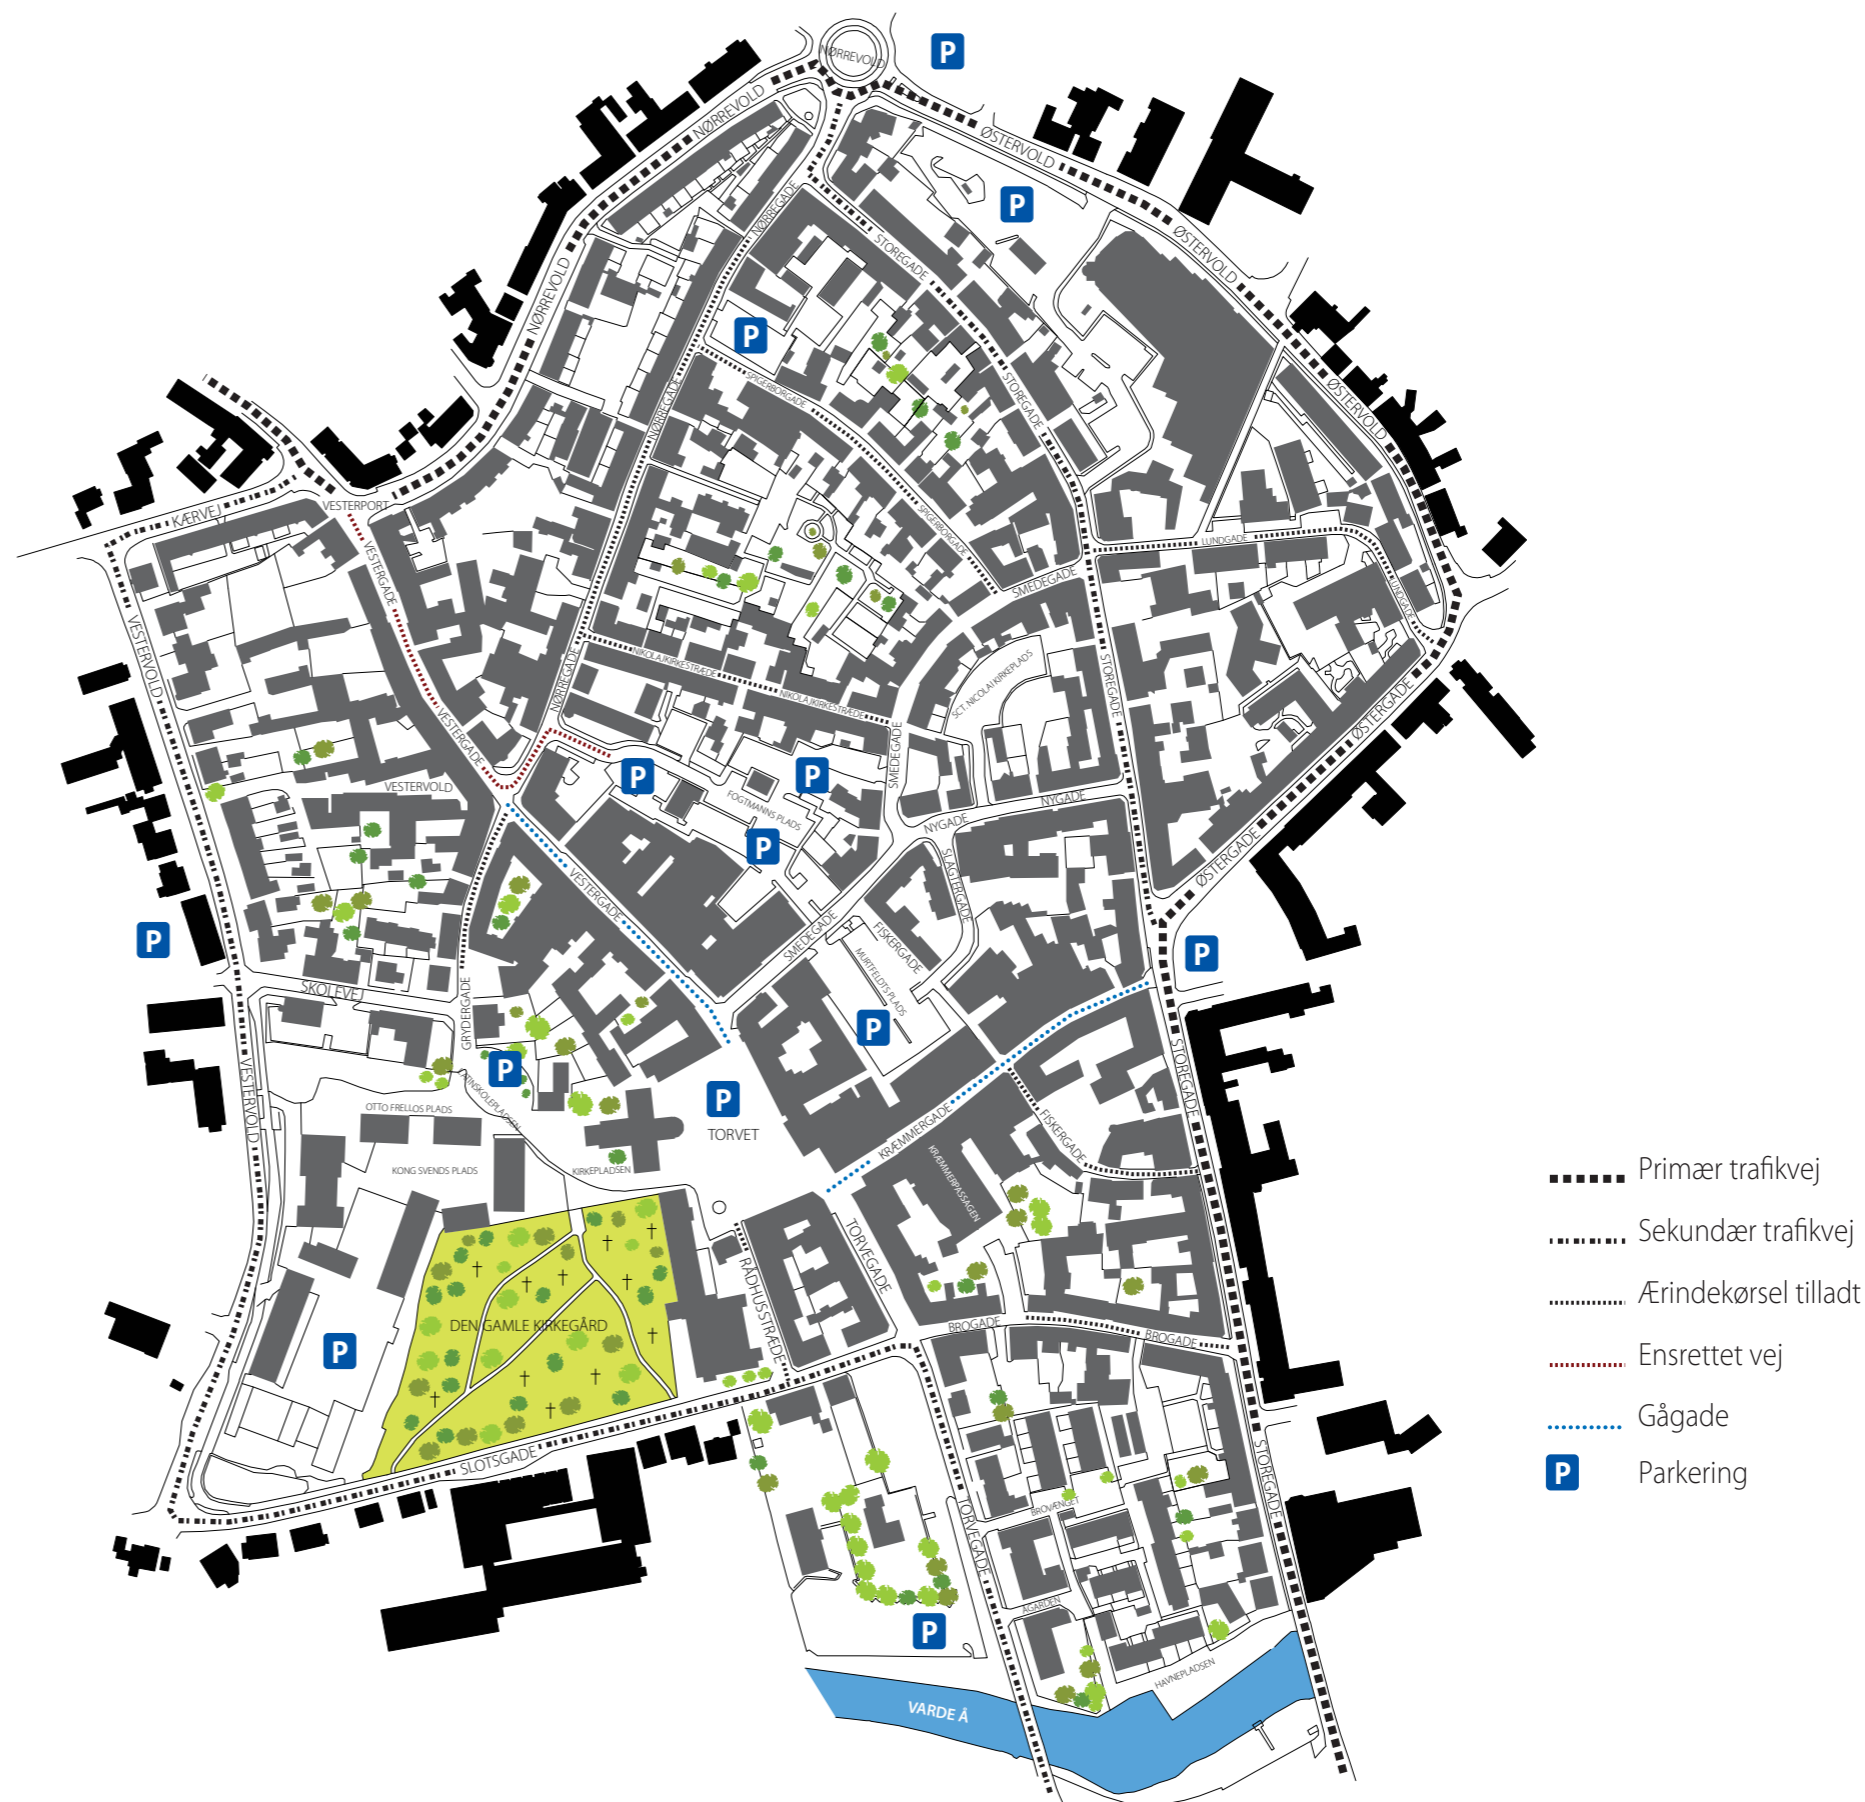 NØRREVOLD
P
NØRREVOLD
ØSTERVOLD
P
NØRREGADE
STOREGADE
ØSTERVOLD
NØRREVOLD
P
NØRREGADE
SPIGERBORGADE
STOREGADE
ØSTERVOLD
VESTERPORT
KÆRVEJ
VESTERGADE
SPIGERBORGADE
LUNDGADE
SMEDEGADE
LUNDGADE
VESTERVOLD
NØRREGADE
NIKOLAJKIRKESTRÆDE
NIKOLAJKIRKESTRÆDE
SCT. NICOLAI KIRKEPLADS
STOREGADE
VESTERGADE
SMEDEGADE
ØSTERGADE
P
P
VESTERVOLD
FOGTMANNS PLADS
NYGADE
NYGADE
P
SLAGTERGADE
ØSTERGADE
VESTERGADE
P
SMEDEGADE
FISKERGADE
MURTFELDTS PLADS
P
SKOLEVEJ
GRYDERGADE
P
P
VESTERVOLD
STOREGADE
LATINSKOLEPLADSEN
OTTO FRELLOS PLADS
P
TORVET
KRÆMMERGADE
FISKERGADE
KONG SVENDS PLADS
KIRKEPLADSEN
KRÆMMERPASSAGEN
TORVEGADE
RÅDHUSSTRÆDE
DEN GAMLE KIRKEGÅRD
BROGADE
BROGADE
P
SLOTSGADE
STOREGADE
BROVÆNGET
TORVEGADE
ÅGÅRDEN
P
HAVNEPLADSEN
VARDE Å
Primær trafikvej
Sekundær trafikvej
Ærindekørsel tilladt
Ensrettet vej
Gågade
P Parkering